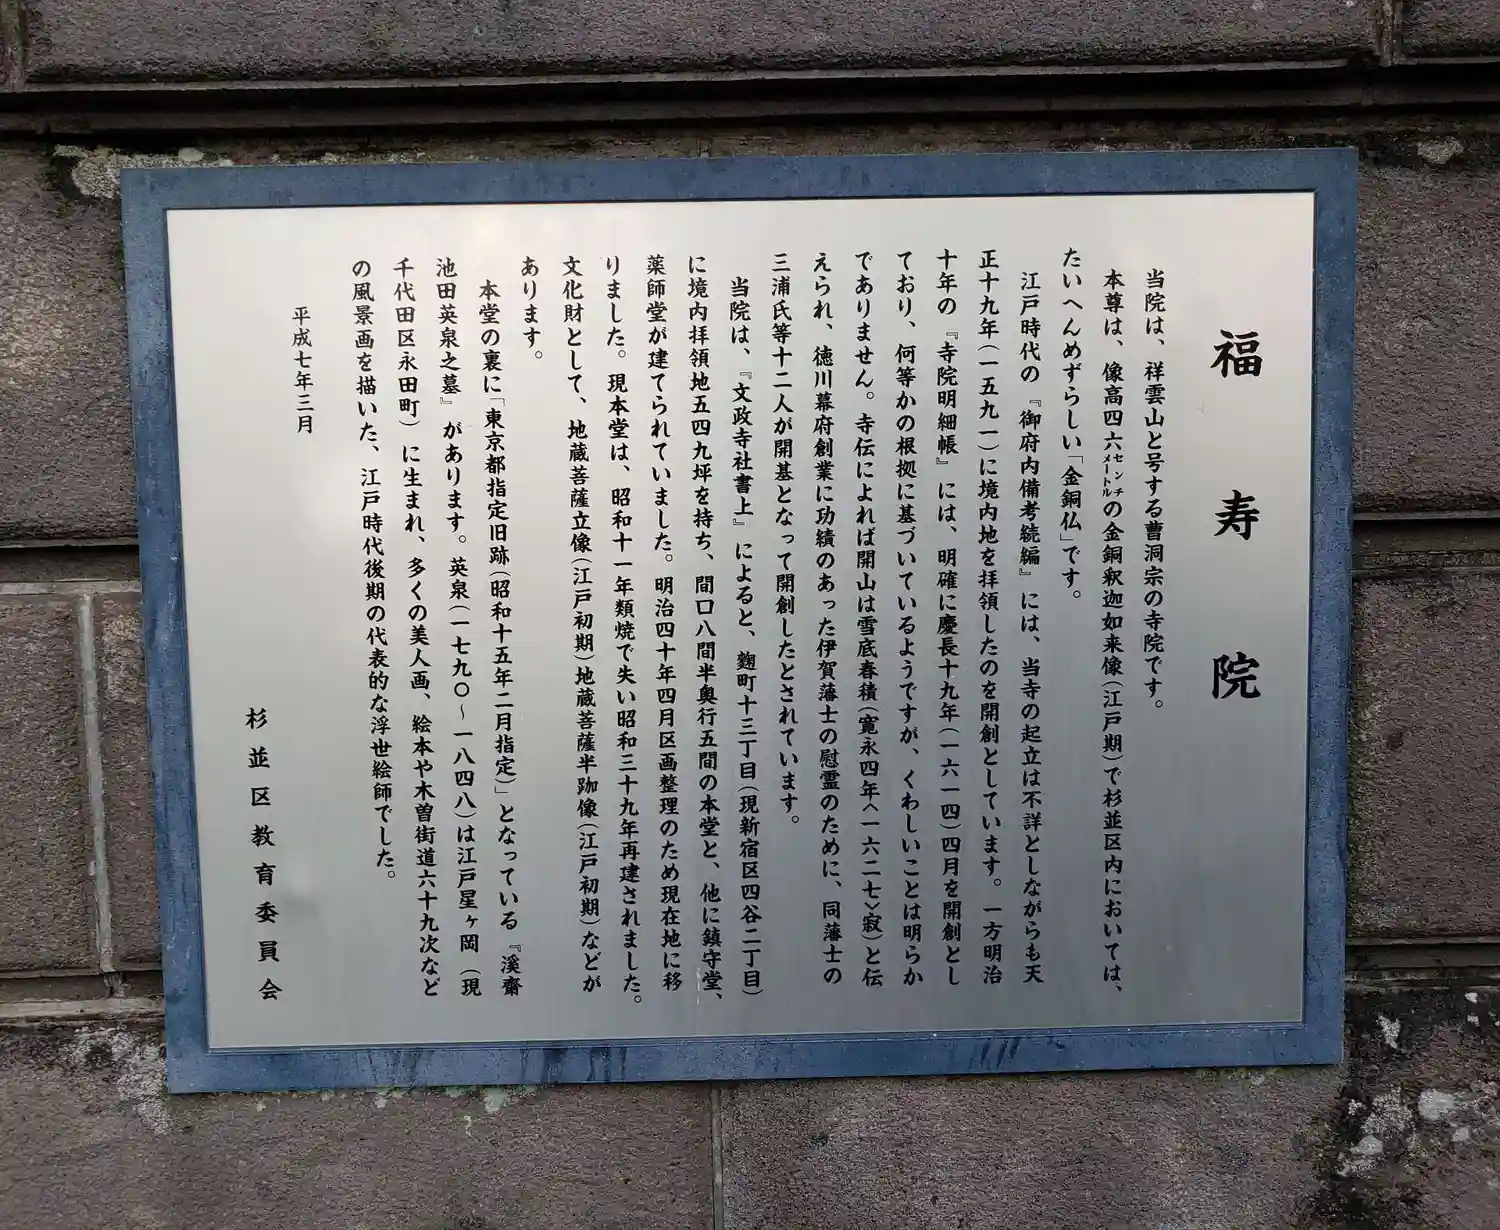 福寿院
当院は、祥雲山と号する曹洞宗の寺院です。
本尊は、像高四六センチメートルの金銅釈迦如来像(江戸期)で杉並区内においては、
たいへんめずらしい「金銅仏」です。
江戸時代の『御府内備考続編』には、当寺の起立は不詳としながらも天
正十九年(一五九一)に境内地を拝領したのを開創としています。一方明治
十年の『寺院明細帳』には、明確に慶長十九年(一六一四)四月を開創とし
ており、何等かの根拠に基づいているようですが、くわしいことは明らか
でありません。寺伝によれば開山は雪底春積(寛永四年〈一六二七〉寂)と伝
えられ、徳川幕府創業に功績のあった伊賀藩士の慰霊のために、同藩士の
三浦氏等十二人が開基となって開創したとされています。
当院は、『文政寺社書上』によると、麹町十三丁目(現新宿区四谷二丁目)
に境内拝領地五四九坪を持ち、間口八間半奥行五間の本堂と、他に鎮守堂、
薬師堂が建てられていました。明治四十年四月区画整理のため現在地に移
りました。現本堂は、昭和十一年類焼で失い昭和三十九年再建されました。
文化財として、地蔵菩薩立像(江戸初期)地蔵菩薩半跏像(江戸初期)などが
あります。
本堂の裏に「東京都指定旧跡(昭和十五年二月指定)」となっている『溪齋
池田英泉之墓』があります。英泉(一七九〇～一八四八)は江戸星ヶ岡(現
千代田区永田町)に生まれ、多くの美人画、絵本や木曽街道六十九次など
の風景画を描いた、江戸時代後期の代表的な浮世絵師でした。
平成七年三月
杉並区教育委員会